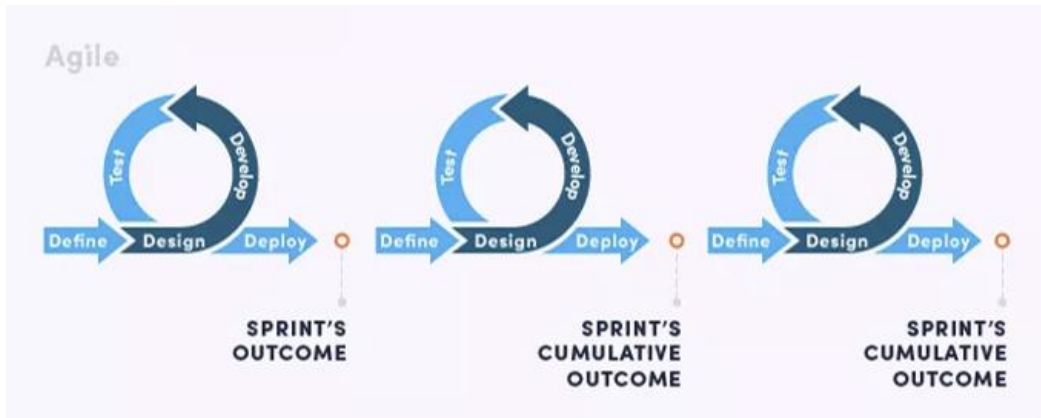 Agile
Test
Develop
Define
Design
Deploy
SPRINT'S
OUTCOME
Test
Develop
Define
Design
Deploy
SPRINT'S
CUMULATIVE
OUTCOME
Test
Develop
Define
Design
Deploy
SPRINT'S
CUMULATIVE
OUTCOME